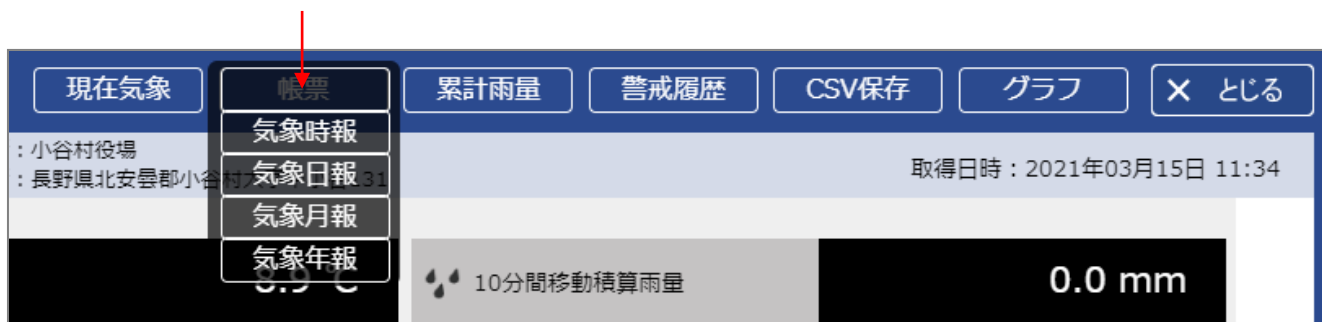 現在気象 帳票 累計雨量 警戒履歴 CSV保存 グラフ × とじる
気象時報
気象日報
気象月報
気象年報
：小谷村役場
：長野県北安曇郡小谷村大 131
取得日時：2021年03月15日 11:34
8.9 ℃
10分間移動積算雨量
0.0 mm